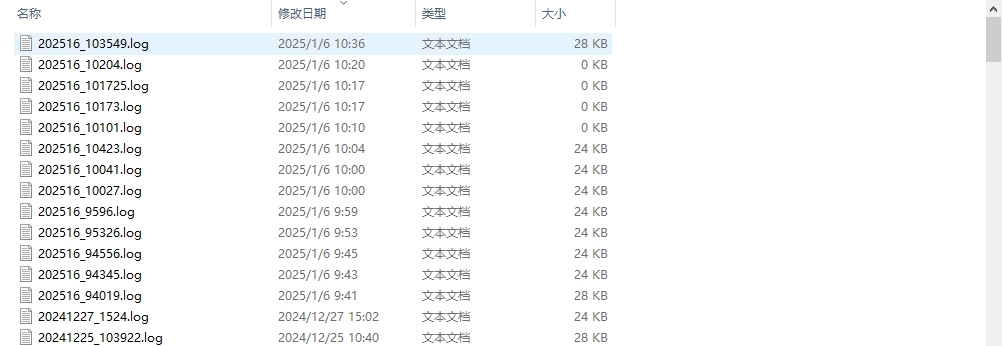 名称 修改日期 类型 大小
202516_103549.log 2025/1/6 10:36 文本文档 28 KB
202516_10204.log 2025/1/6 10:20 文本文档 0 KB
202516_101725.log 2025/1/6 10:17 文本文档 0 KB
202516_10173.log 2025/1/6 10:17 文本文档 0 KB
202516_10101.log 2025/1/6 10:10 文本文档 0 KB
202516_10423.log 2025/1/6 10:04 文本文档 24 KB
202516_10041.log 2025/1/6 10:00 文本文档 24 KB
202516_10027.log 2025/1/6 10:00 文本文档 24 KB
202516_9596.log 2025/1/6 9:59 文本文档 24 KB
202516_95326.log 2025/1/6 9:53 文本文档 24 KB
202516_94556.log 2025/1/6 9:45 文本文档 24 KB
202516_94345.log 2025/1/6 9:43 文本文档 24 KB
202516_94019.log 2025/1/6 9:41 文本文档 28 KB
20241227_1524.log 2024/12/27 15:02 文本文档 24 KB
20241225_103922.log 2024/12/25 10:40 文本文档 28 KB